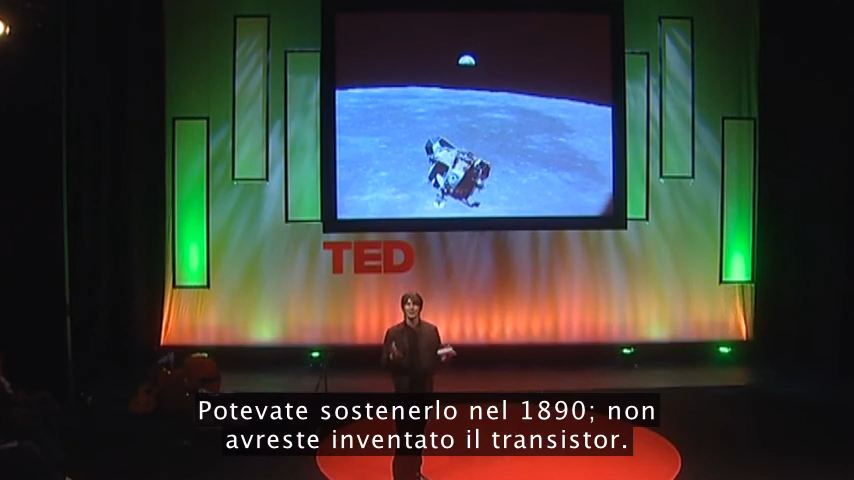 TED
Potevate sostenerlo nel 1890; non
avreste inventato il transistor.